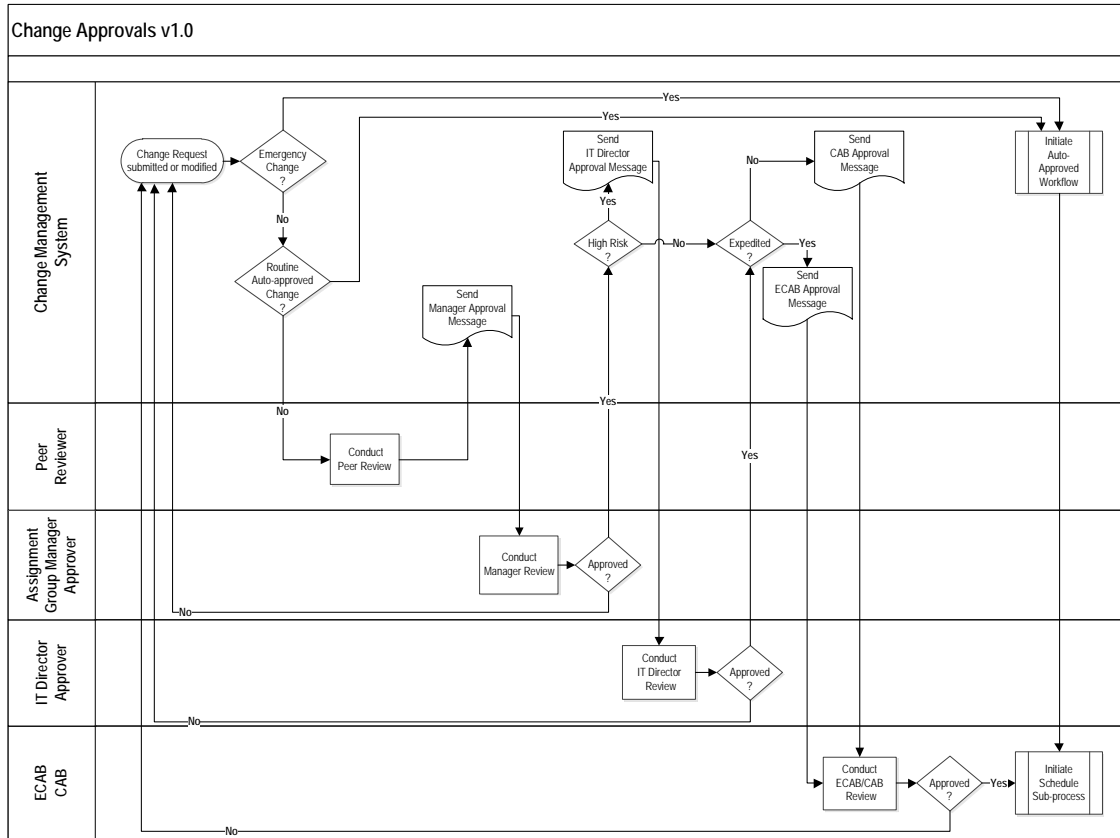 Change Approvals v1.0
Change Management
System
Change Request
submitted or modified
Emergency
Change
?
Yes
Yes
No
Routine
Auto-approved
Change
?
No
Send
Manager Approval
Message
Send
IT Director
Approval Message
Yes
High Risk
?
No
Expedited
?
No
Yes
Send
CAB Approval
Message
Send
ECAB Approval
Message
Initiate
Auto-
Approved
Workflow
Peer
Reviewer
Conduct
Peer Review
Yes
Yes
Assignment
Group Manager
Approver
Conduct
Manager Review
Approved
?
No
IT Director
Approver
Conduct
IT Director
Review
Approved
?
No
ECAB
CAB
Conduct
ECAB/CAB
Review
Approved
?
Yes
Initiate
Schedule
Sub-process
No